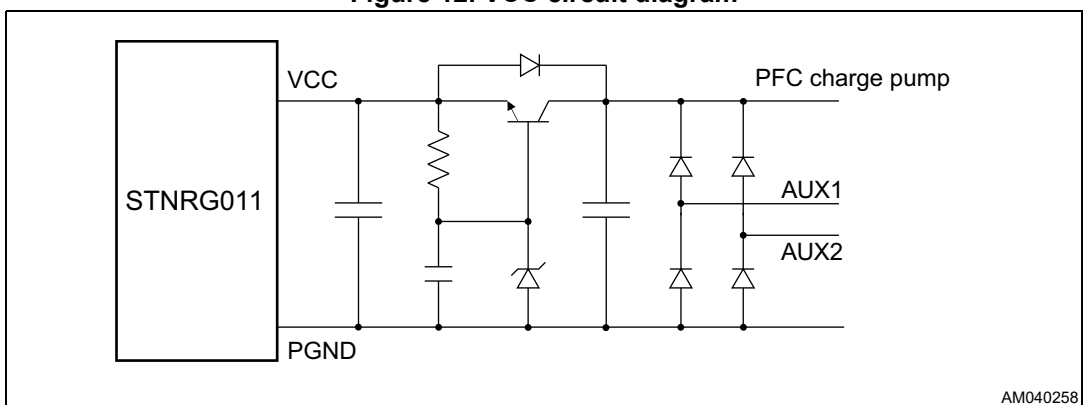 Figure 12. VCC circuit diagram
VCC
PFC charge pump
STNRG011
AUX1
AUX2
PGND
AM040258